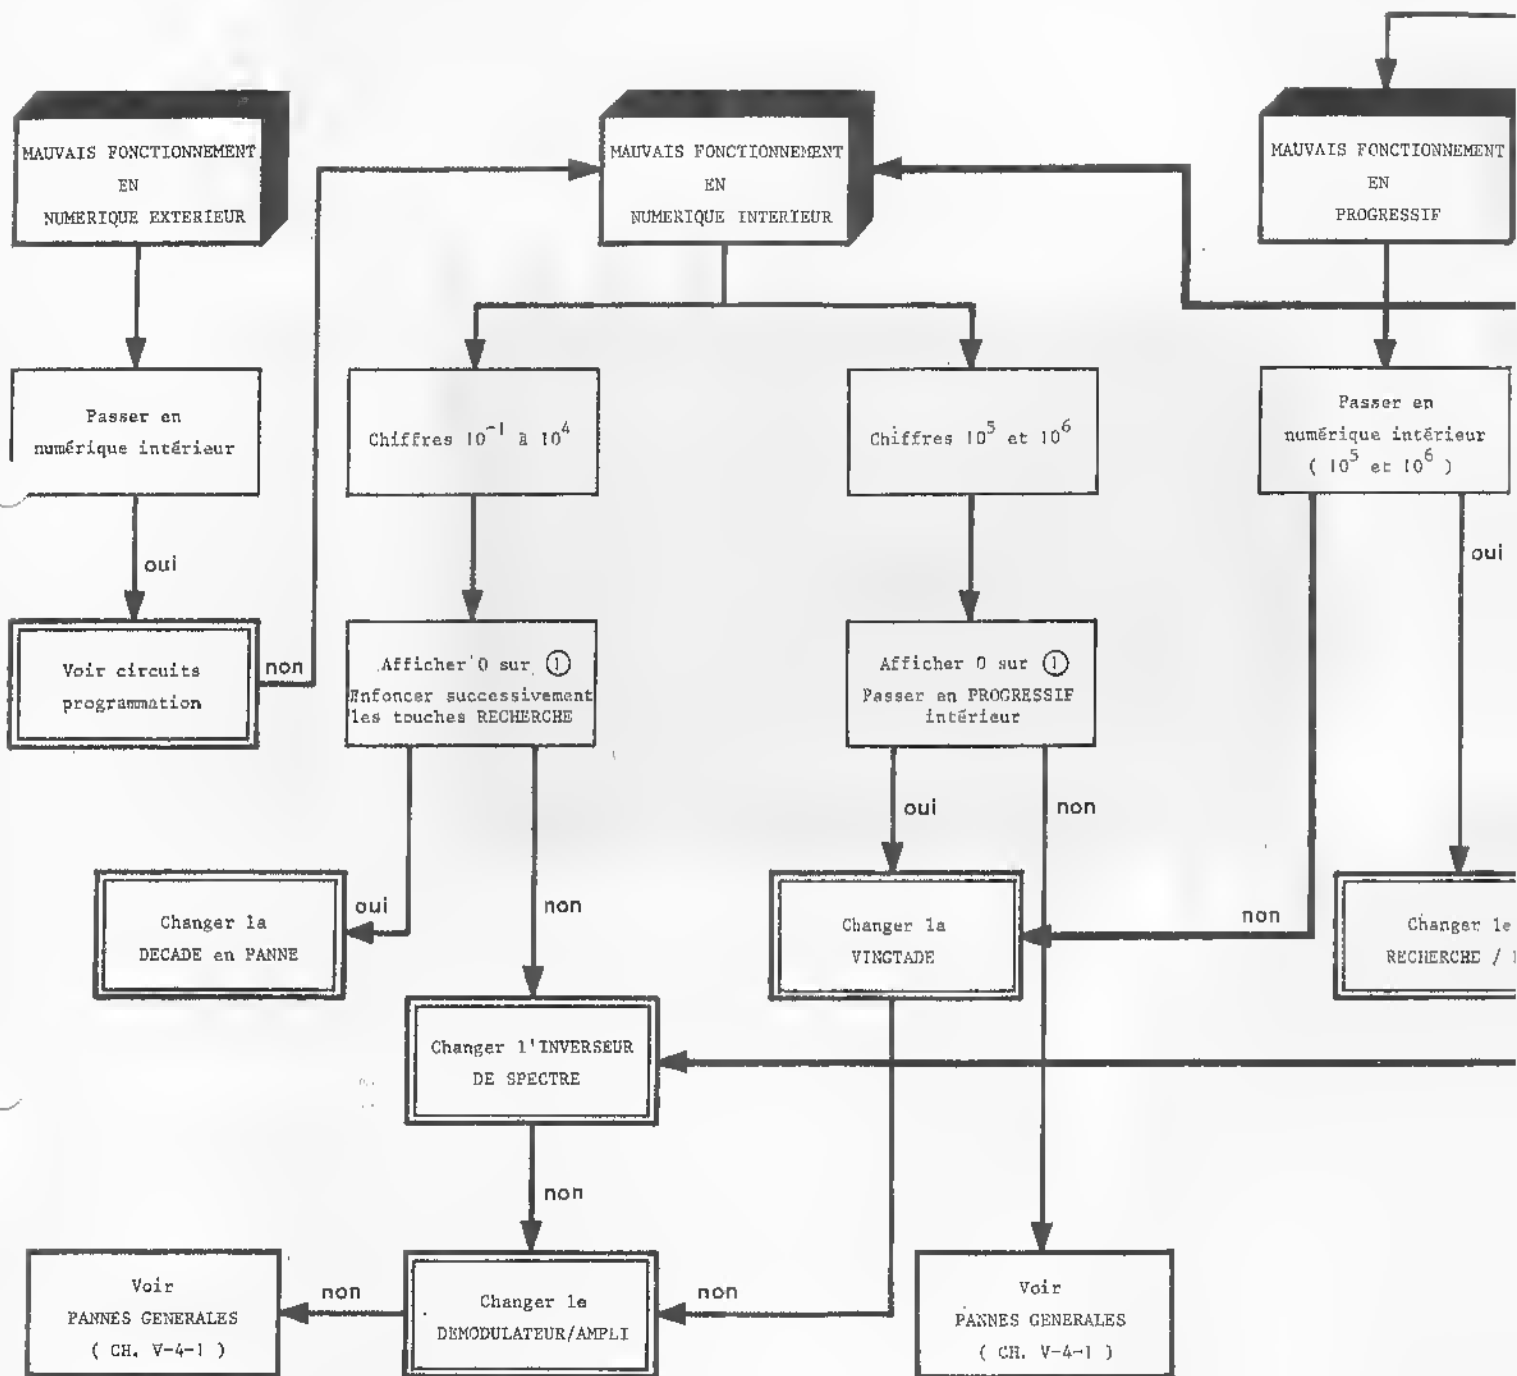 MAUVAIS FONCTIONNEMENT
EN
NUMERIQUE EXTERIEUR
MAUVAIS FONCTIONNEMENT
EN
NUMERIQUE INTERIEUR
MAUVAIS FONCTIONNEMENT
EN
PROGRESSIF
Passer en
numérique intérieur
Chiffres 10⁻¹ à 10⁴
Chiffres 10⁵ et 10⁶
Passer en
numérique intérieur
( 10⁵ et 10⁶ )
oui
oui
Voir circuits
programmation
non
Afficher 0 sur ①
Enfoncer successivement
les touches RECHERCHE
Afficher 0 sur ①
Passer en PROGRESSIF
intérieur
oui
non
Changer la
DECADE en PANNE
oui
non
Changer la
VINGTADE
non
Changer le
RECHERCHE /
Changer l'INVERSEUR
DE SPECTRE
non
Voir
PANNES GENERALES
( CH. V-4-1 )
non
Changer le
DEMODULATEUR/AMPLI
non
Voir
PANNES GENERALES
( CH. V-4-1 )